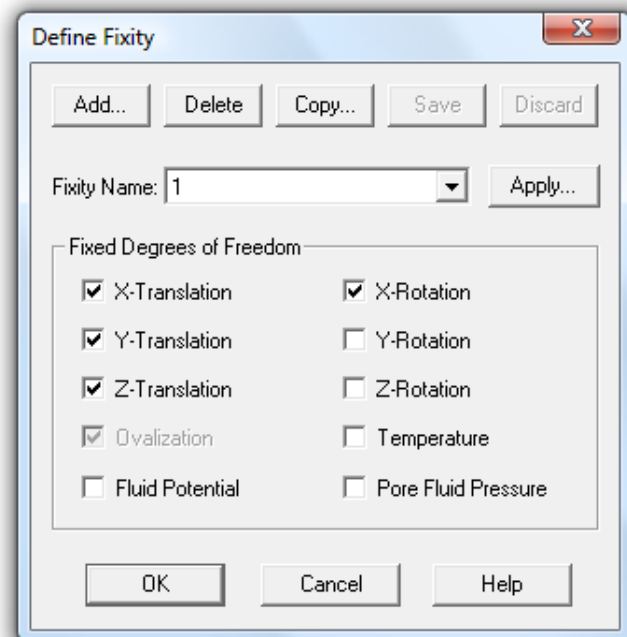 Define Fixity
Add... Delete Copy... Save Discard
Fixity Name: 1 Apply...
Fixed Degrees of Freedom
X-Translation X-Rotation
Y-Translation Y-Rotation
Z-Translation Z-Rotation
Ovalization Temperature
Fluid Potential Pore Fluid Pressure
OK Cancel Help